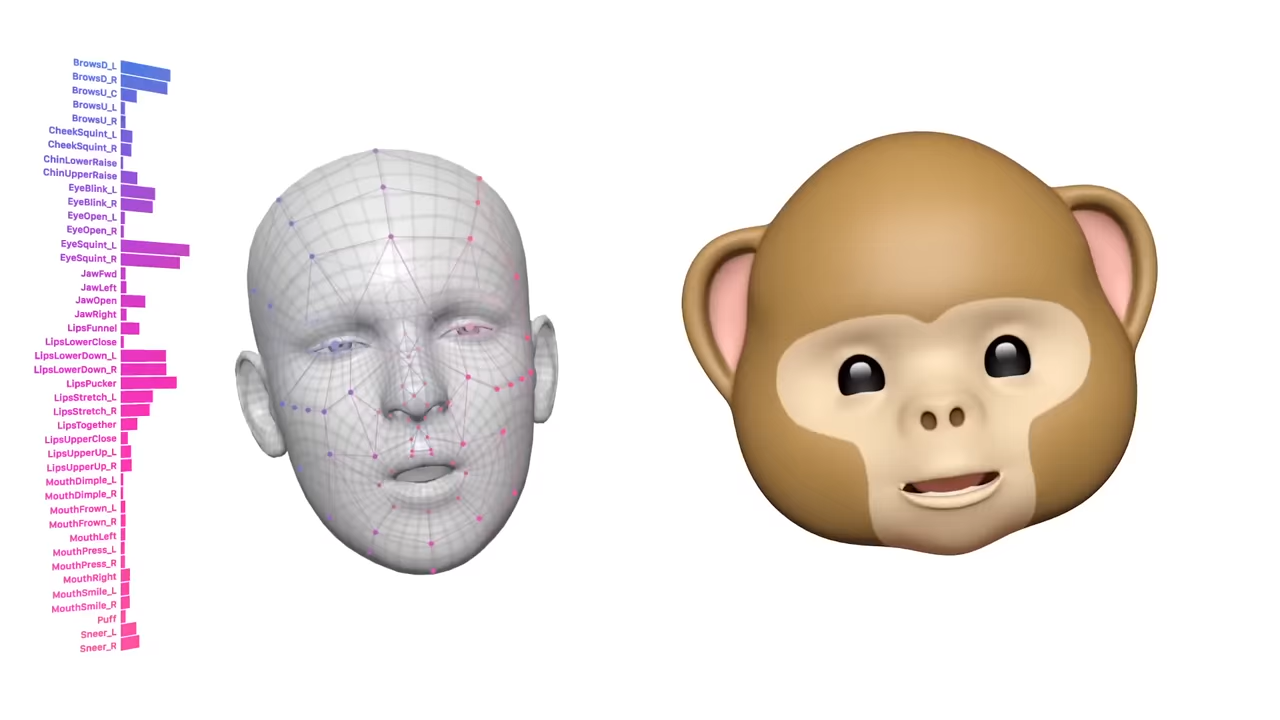 BrowsD_L
BrowsD_R
BrowsU_C
BrowsU_L
BrowsU_R
CheekSquint_L
CheekSquint_R
ChinLowerRaise
ChinUpperRaise
EyeBlink_L
EyeBlink_R
EyeOpen_L
EyeOpen_R
EyeSquint_L
EyeSquint_R
JawFwd
JawLeft
JawOpen
JawRight
LipsFunnel
LipsLowerClose
LipsLowerDown_L
LipsLowerDown_R
LipsPucker
LipsStretch_L
LipsStretch_R
LipsTogether
LipsUpperClose
LipsUpperUp_L
LipsUpperUp_R
MouthDimple_L
MouthDimple_R
MouthFrown_L
MouthFrown_R
MouthLeft
MouthPress_L
MouthPress_R
MouthRight
MouthSmile_L
MouthSmile_R
Puff
Sneer_L
Sneer_R